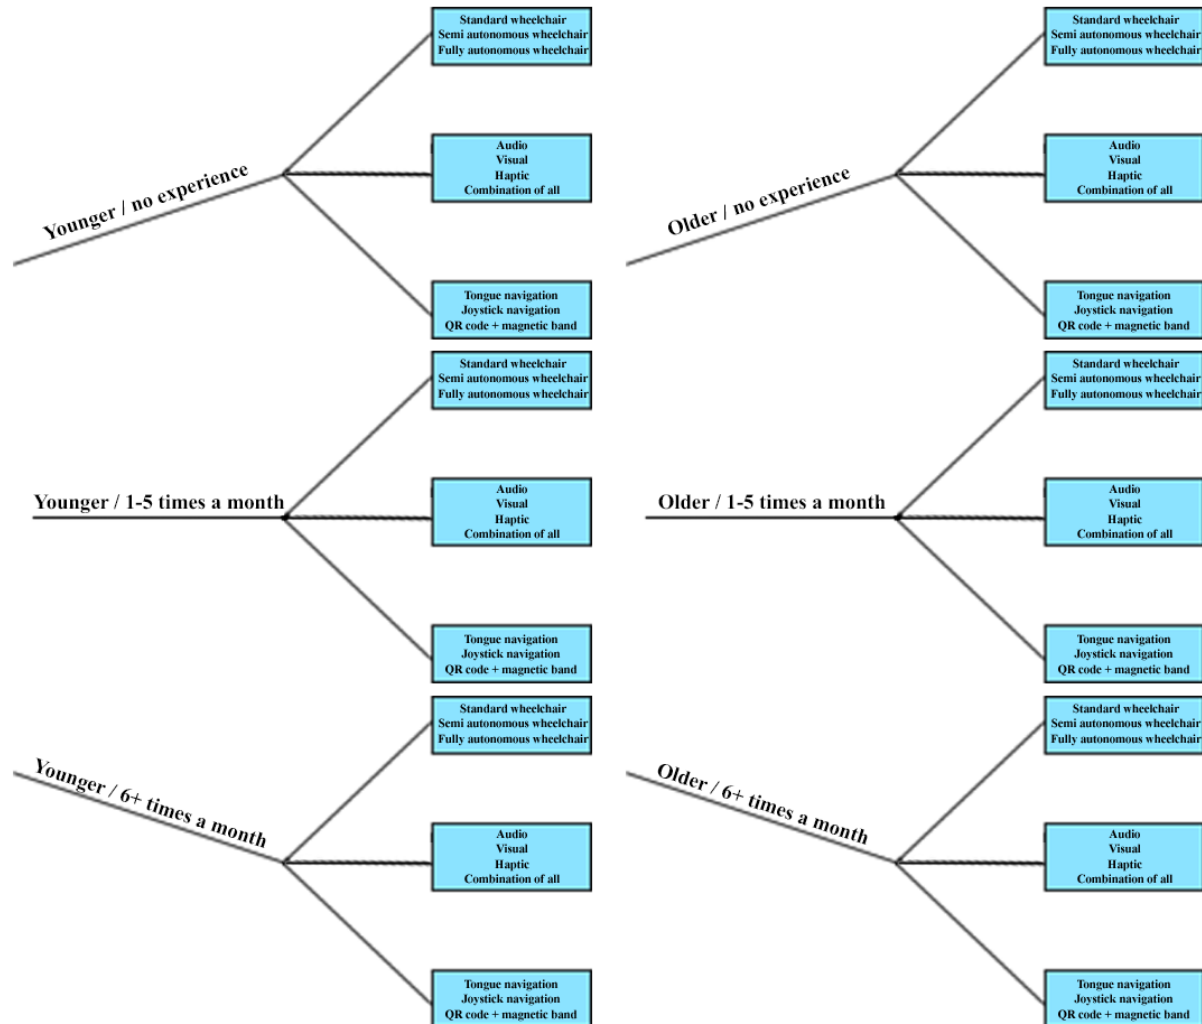 Standard wheelchair
Semi autonomous wheelchair
Fully autonomous wheelchair
Younger / no experience
Audio
Visual
Haptic
Combination of all
Tongue navigation
Joystick navigation
QR code + magnetic band
Standard wheelchair
Semi autonomous wheelchair
Fully autonomous wheelchair
Older / no experience
Audio
Visual
Haptic
Combination of all
Tongue navigation
Joystick navigation
QR code + magnetic band
Standard wheelchair
Semi autonomous wheelchair
Fully autonomous wheelchair
Younger / 1-5 times a month
Audio
Visual
Haptic
Combination of all
Tongue navigation
Joystick navigation
QR code + magnetic band
Standard wheelchair
Semi autonomous wheelchair
Fully autonomous wheelchair
Older / 1-5 times a month
Audio
Visual
Haptic
Combination of all
Tongue navigation
Joystick navigation
QR code + magnetic band
Standard wheelchair
Semi autonomous wheelchair
Fully autonomous wheelchair
Younger / 6+ times a month
Audio
Visual
Haptic
Combination of all
Tongue navigation
Joystick navigation
QR code + magnetic band
Standard wheelchair
Semi autonomous wheelchair
Fully autonomous wheelchair
Older / 6+ times a month
Audio
Visual
Haptic
Combination of all
Tongue navigation
Joystick navigation
QR code + magnetic band